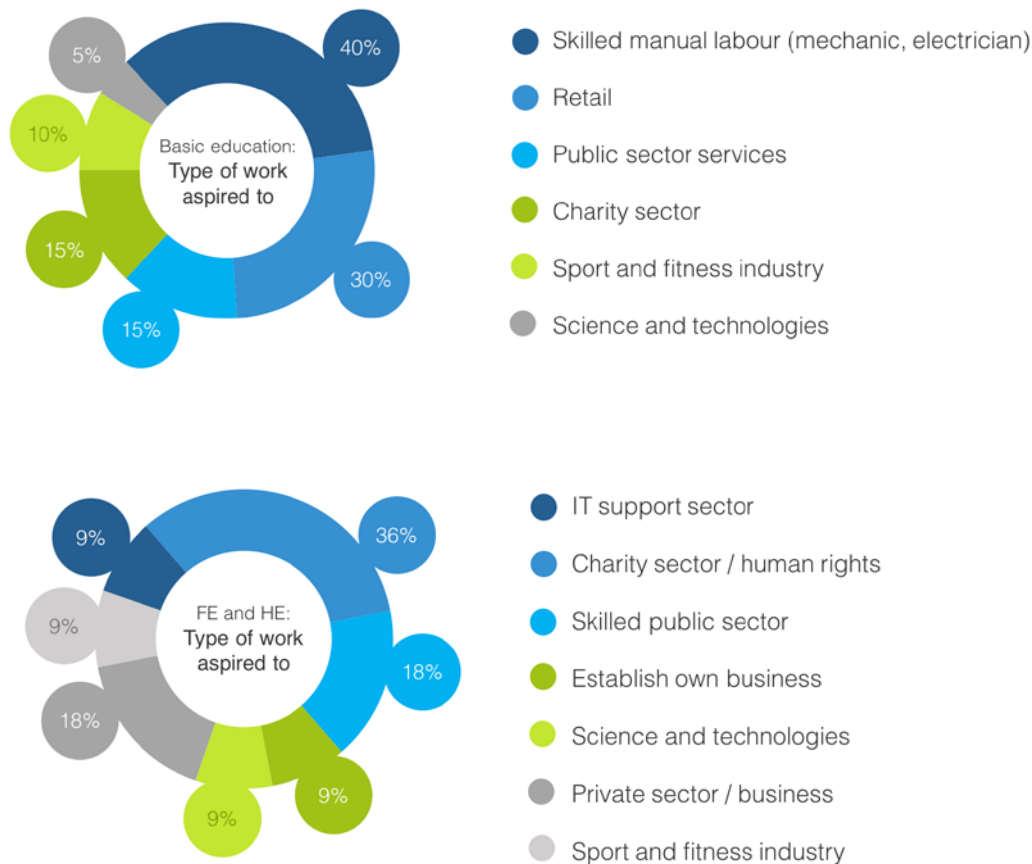 40%
5%
10%
15%
15%
30%
Basic education:
Type of work
aspired to
Skilled manual labour (mechanic, electrician)
Retail
Public sector services
Charity sector
Sport and fitness industry
Science and technologies
36%
9%
9%
18%
9%
9%
18%
FE and HE:
Type of work
aspired to
IT support sector
Charity sector / human rights
Skilled public sector
Establish own business
Science and technologies
Private sector / business
Sport and fitness industry